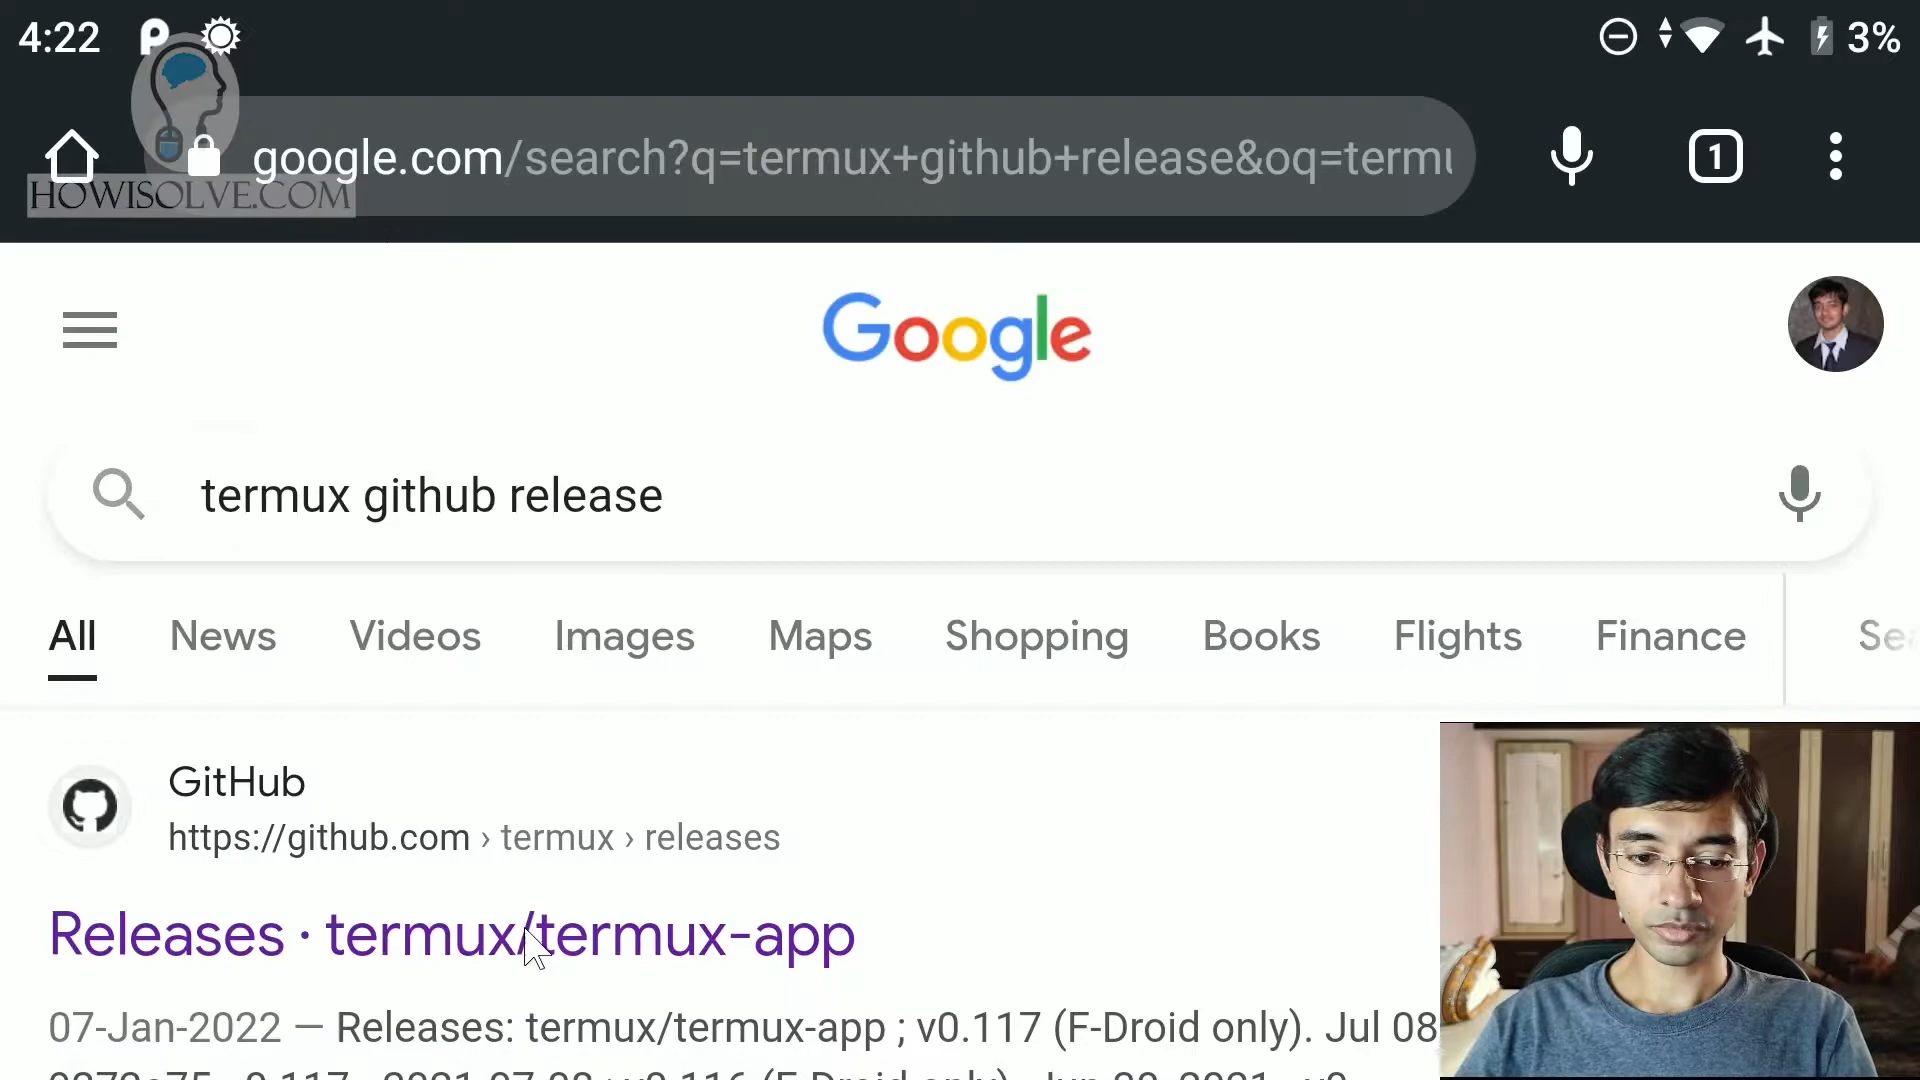 4:22
3%
google.com/search?q=termux+github+release&oq=termu
1
HOWISOLVE.COM
Google
termux github release
All News Videos Images Maps Shopping Books Flights Finance Sea
GitHub
https://github.com › termux › releases
Releases · termux/termux-app
07-Jan-2022 — Releases: termux/termux-app ; v0.117 (F-Droid only). Jul 08